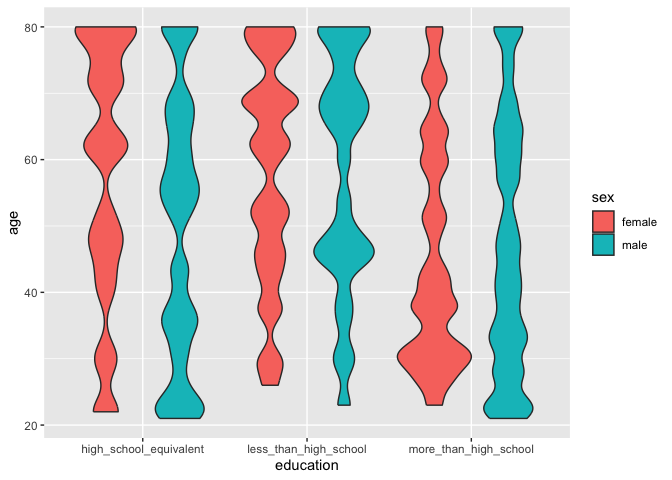 80
60
40
20
age
high_school_equivalent less_than_high_school more_than_high_school
education
sex
female
male